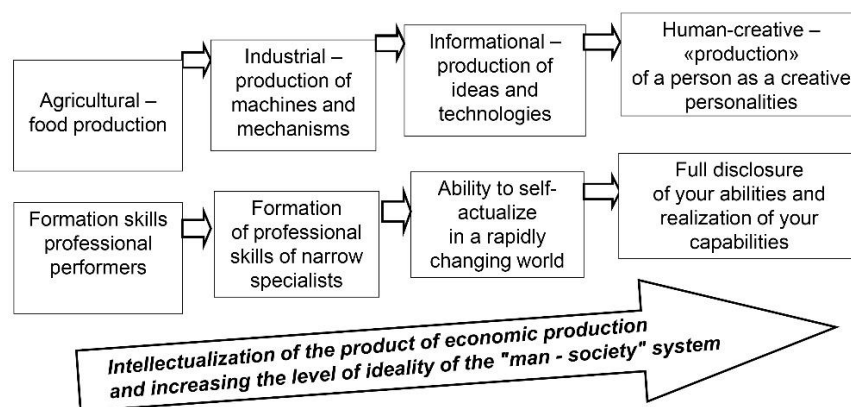 Agricultural –
food production
Industrial –
production of
machines and
mechanisms
Informational –
production of
ideas and
technologies
Human-creative –
«production»
of a person as a creative
personalities
Formation skills
professional
performers
Formation
of professional
skills of narrow
specialists
Ability to self-
actualize
in a rapidly
changing world
Full disclosure
of your abilities and
realization of your
capabilities
Intellectualization of the product of economic production
and increasing the level of ideality of the "man - society" system